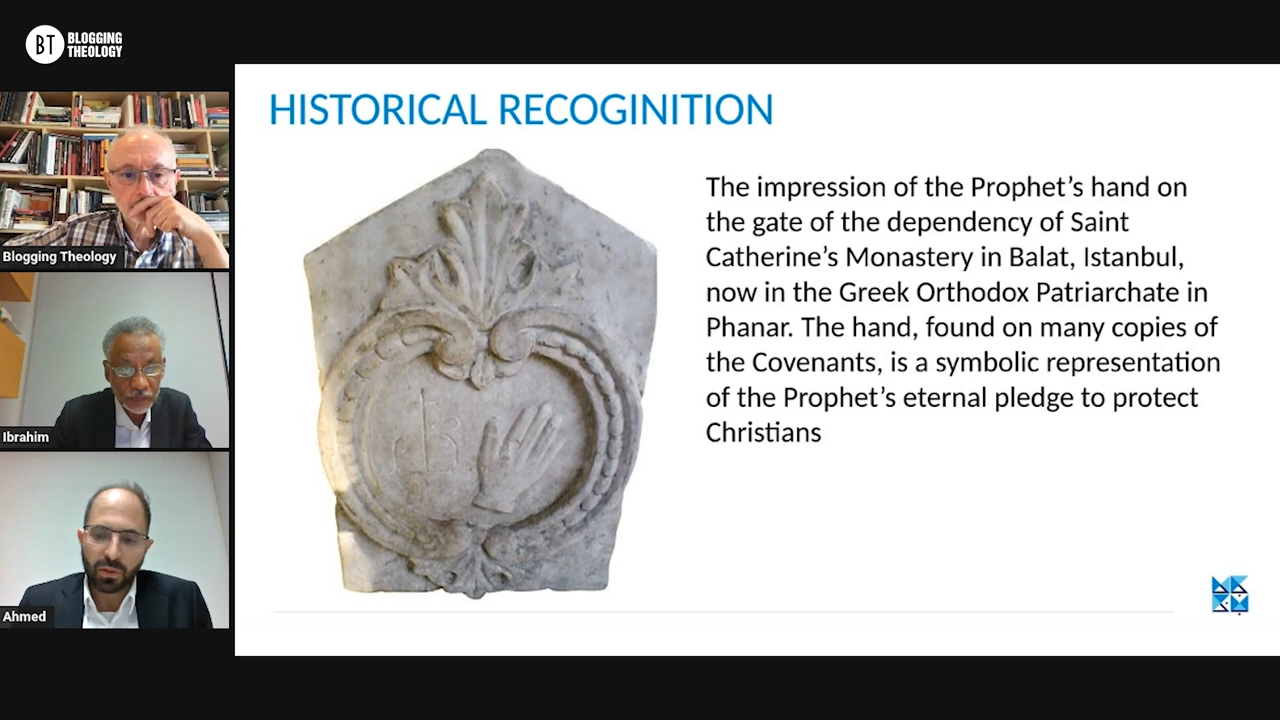 BT BLOGGING
THEOLOGY
Blogging Theology
Ibrahim
Ahmed
HISTORICAL RECOGINITION
The impression of the Prophet’s hand on
the gate of the dependency of Saint
Catherine’s Monastery in Balat, Istanbul,
now in the Greek Orthodox Patriarchate in
Phanar. The hand, found on many copies of
the Covenants, is a symbolic representation
of the Prophet’s eternal pledge to protect
Christians